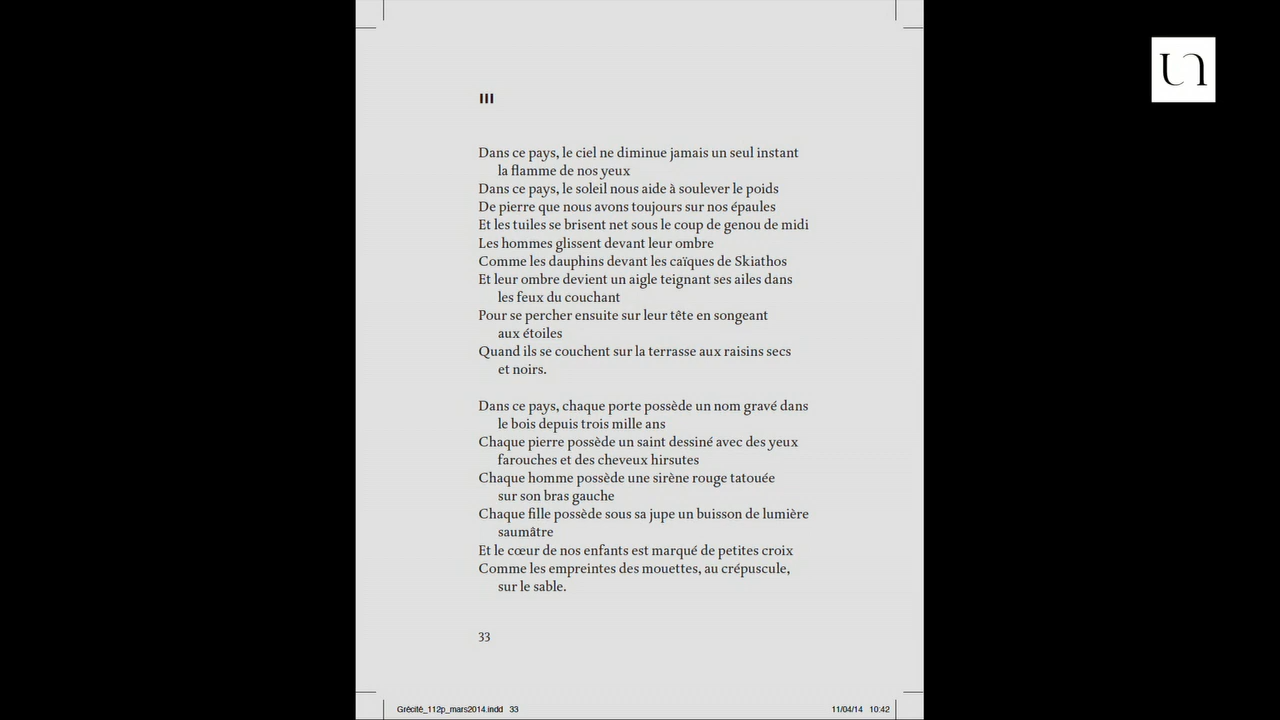 III
Dans ce pays, le ciel ne diminue jamais un seul instant
la flamme de nos yeux
Dans ce pays, le soleil nous aide à soulever le poids
De pierre que nous avons toujours sur nos épaules
Et les tuiles se brisent net sous le coup de genou de midi
Les hommes glissent devant leur ombre
Comme les dauphins devant les caïques de Skiathos
Et leur ombre devient un aigle teignant ses ailes dans
les feux du couchant
Pour se percher ensuite sur leur tête en songeant
aux étoiles
Quand ils se couchent sur la terrasse aux raisins secs
et noirs.
Dans ce pays, chaque porte possède un nom gravé dans
le bois depuis trois mille ans
Chaque pierre possède un saint dessiné avec des yeux
farouches et des cheveux hirsutes
Chaque homme possède une sirène rouge tatouée
sur son bras gauche
Chaque fille possède sous sa jupe un buisson de lumière
saumâtre
Et le cœur de nos enfants est marqué de petites croix
Comme les empreintes des mouettes, au crépuscule,
sur le sable.
33
Grécité_112p_mars2014.indd 33
11/04/14 10:42